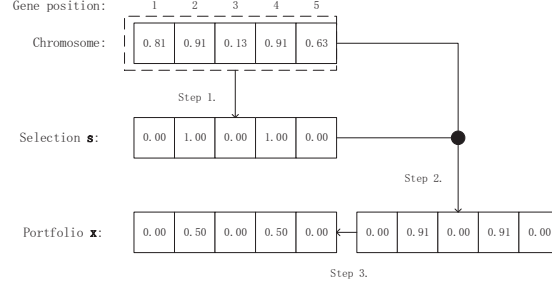 Gene position: 1 2 3 4 5
Chromosome: 0.81 0.91 0.13 0.91 0.63
Step 1.
Selection s: 0.00 1.00 0.00 1.00 0.00
Step 2.
Portfolio x: 0.00 0.50 0.00 0.50 0.00 0.00 0.91 0.00 0.91 0.00
Step 3.